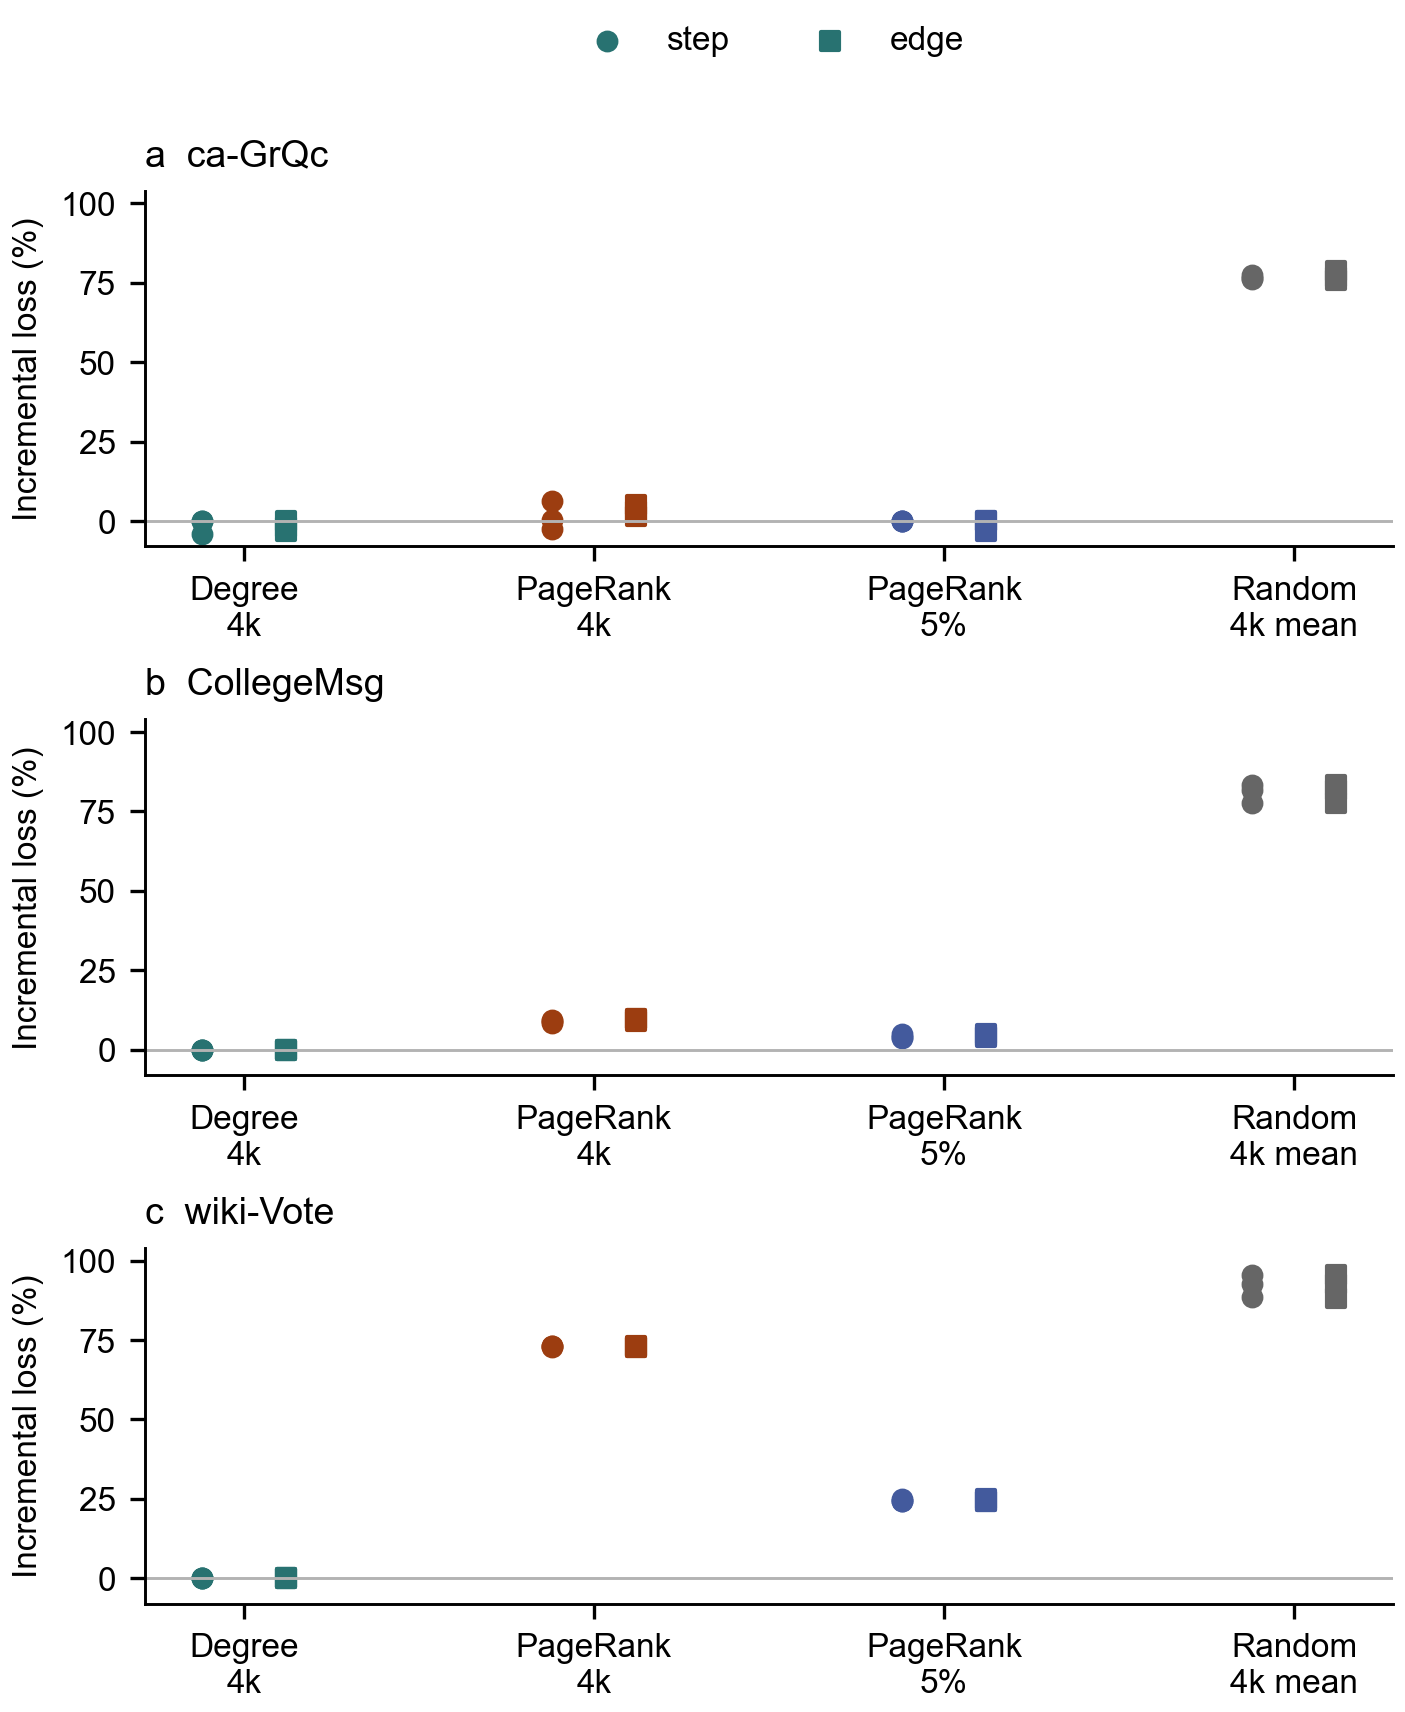 step edge
a ca-GrQc
Incremental loss (%)
100
75
50
25
0
Degree 4k
PageRank 4k
PageRank 5%
Random 4k mean
b CollegeMsg
Incremental loss (%)
100
75
50
25
0
Degree 4k
PageRank 4k
PageRank 5%
Random 4k mean
c wiki-Vote
Incremental loss (%)
100
75
50
25
0
Degree 4k
PageRank 4k
PageRank 5%
Random 4k mean